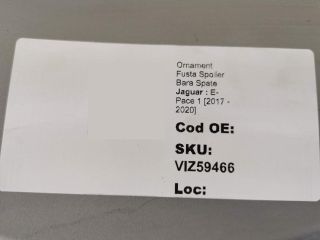 Ornament
Fusta Spoiler
Bara Spate
Jaguar : E-
Pace 1 [2017 -
2020]
Cod OE:
SKU:
VIZ59466
Loc: